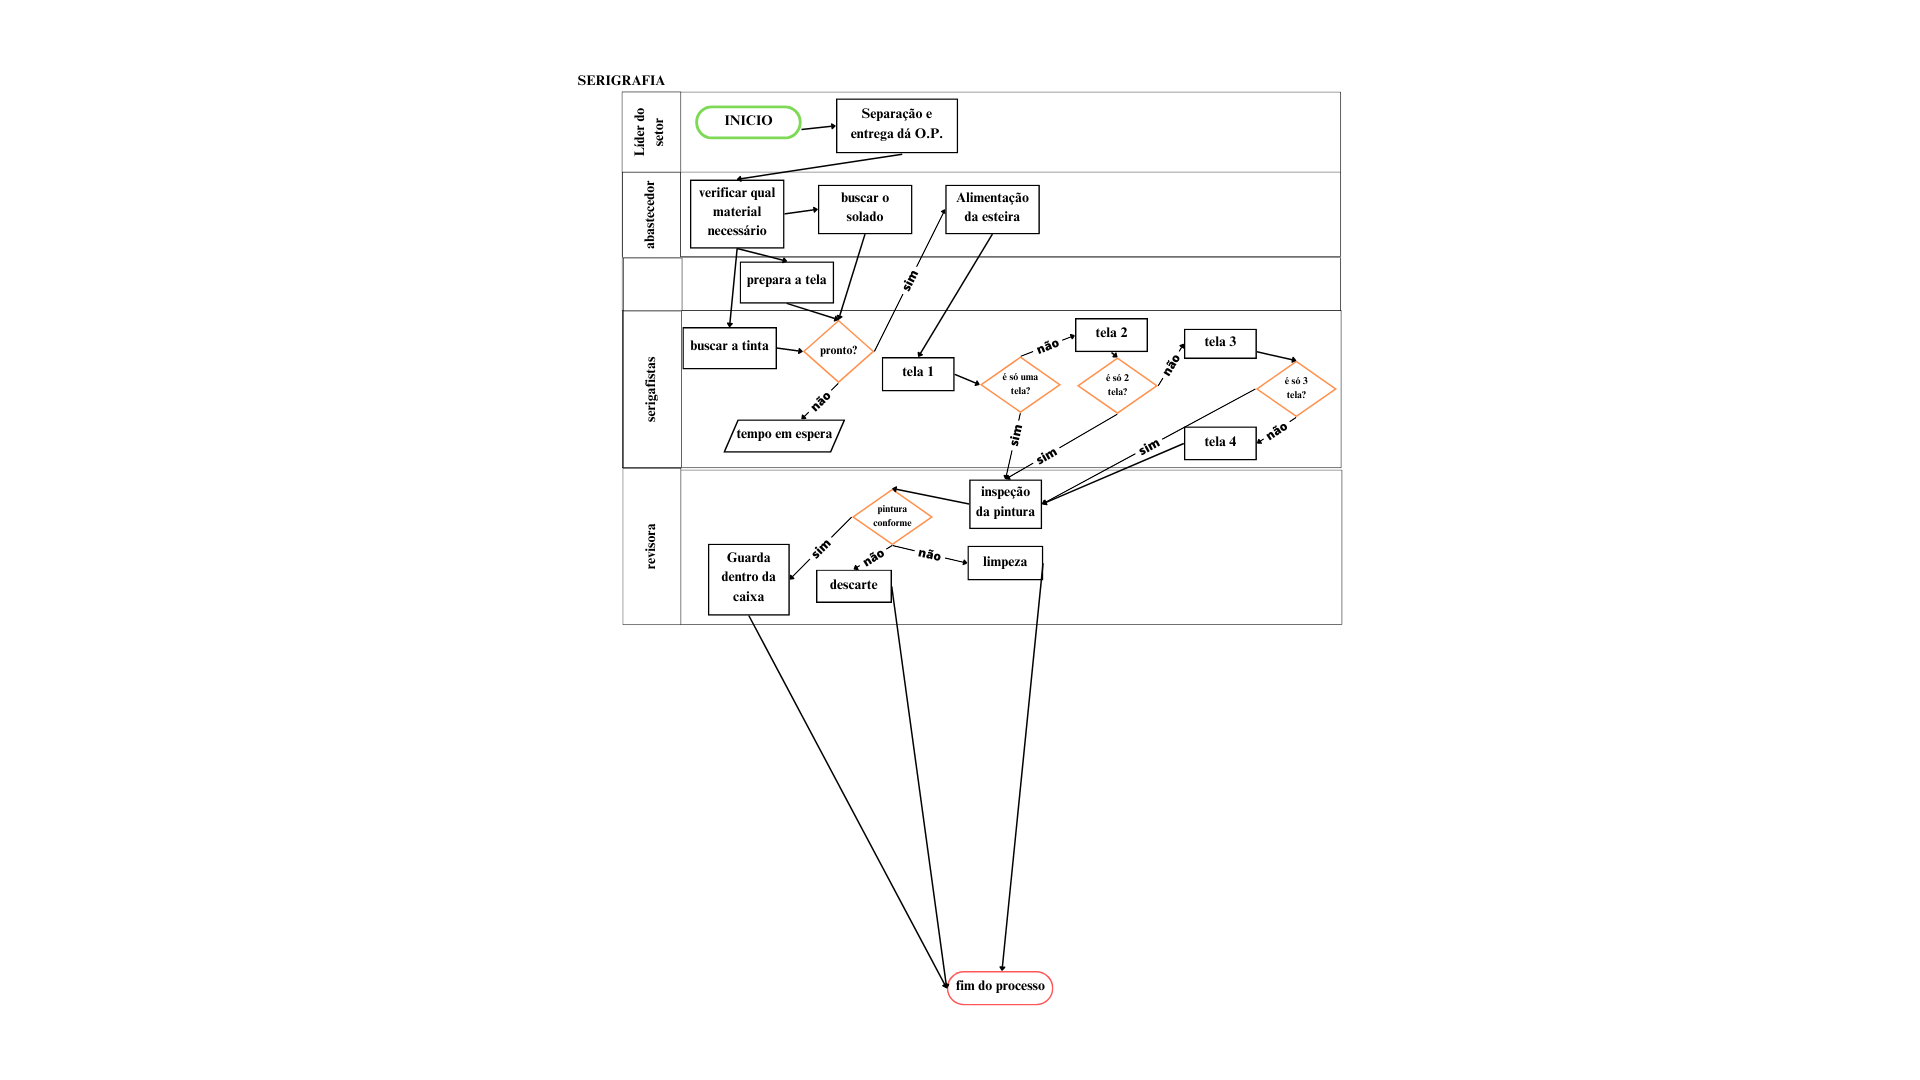 SERIGRAFIA
Líder do
setor
INICIO
Separação e
entrega dá O.P.
abastecedor
verificar qual
material
necessário
buscar o
solado
Alimentação
da esteira
prepara a tela
sim
serigafistas
buscar a tinta
pronto?
não
tempo em espera
tela 1
é só uma
tela?
não
sim
tela 2
é só 2
tela?
não
sim
tela 3
é só 3
tela?
sim
não
tela 4
revisora
inspeção
da pintura
pintura
conforme
sim
não
não
Guarda
dentro da
caixa
descarte
limpeza
fim do processo